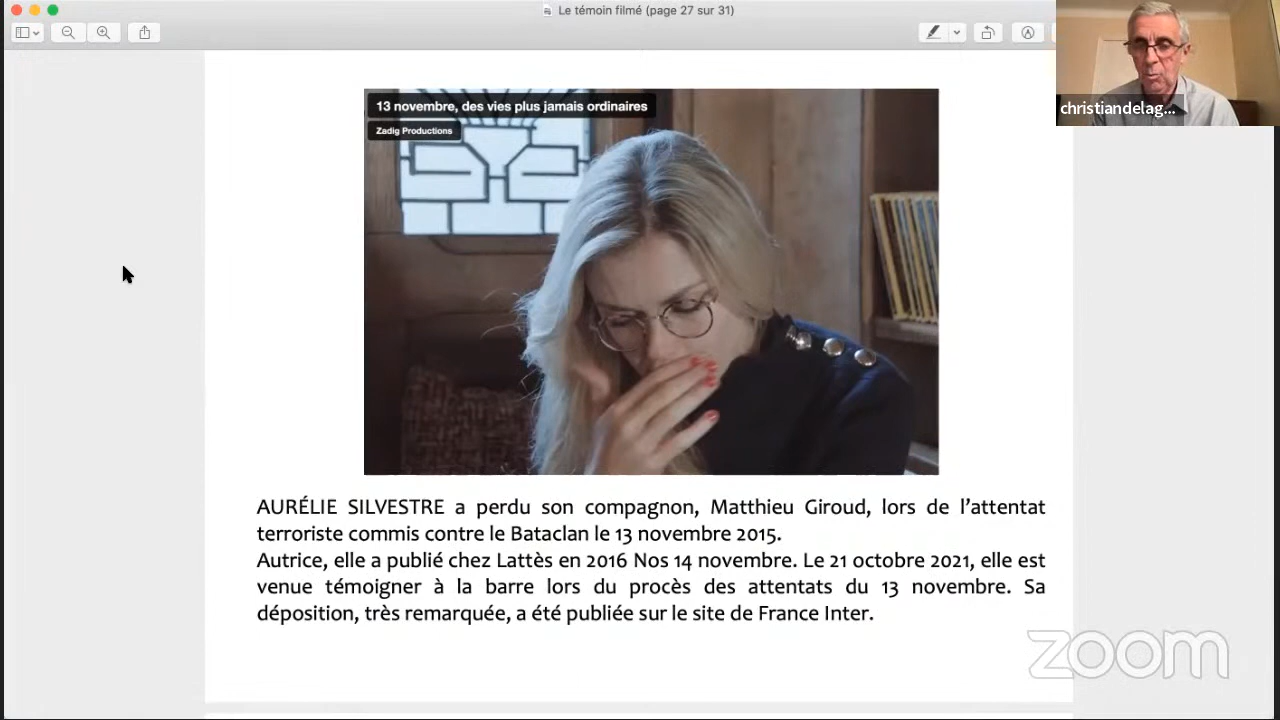 Le témoin filmé (page 27 sur 31)
christiandelag...
13 novembre, des vies plus jamais ordinaires
Zadig Productions
AURÉLIE SILVESTRE a perdu son compagnon, Matthieu Giroud, lors de l’attentat
terroriste commis contre le Bataclan le 13 novembre 2015.
Autrice, elle a publié chez Lattès en 2016 Nos 14 novembre. Le 21 octobre 2021, elle est
venue témoigner à la barre lors du procès des attentats du 13 novembre. Sa
déposition, très remarquée, a été publiée sur le site de France Inter.
zoom